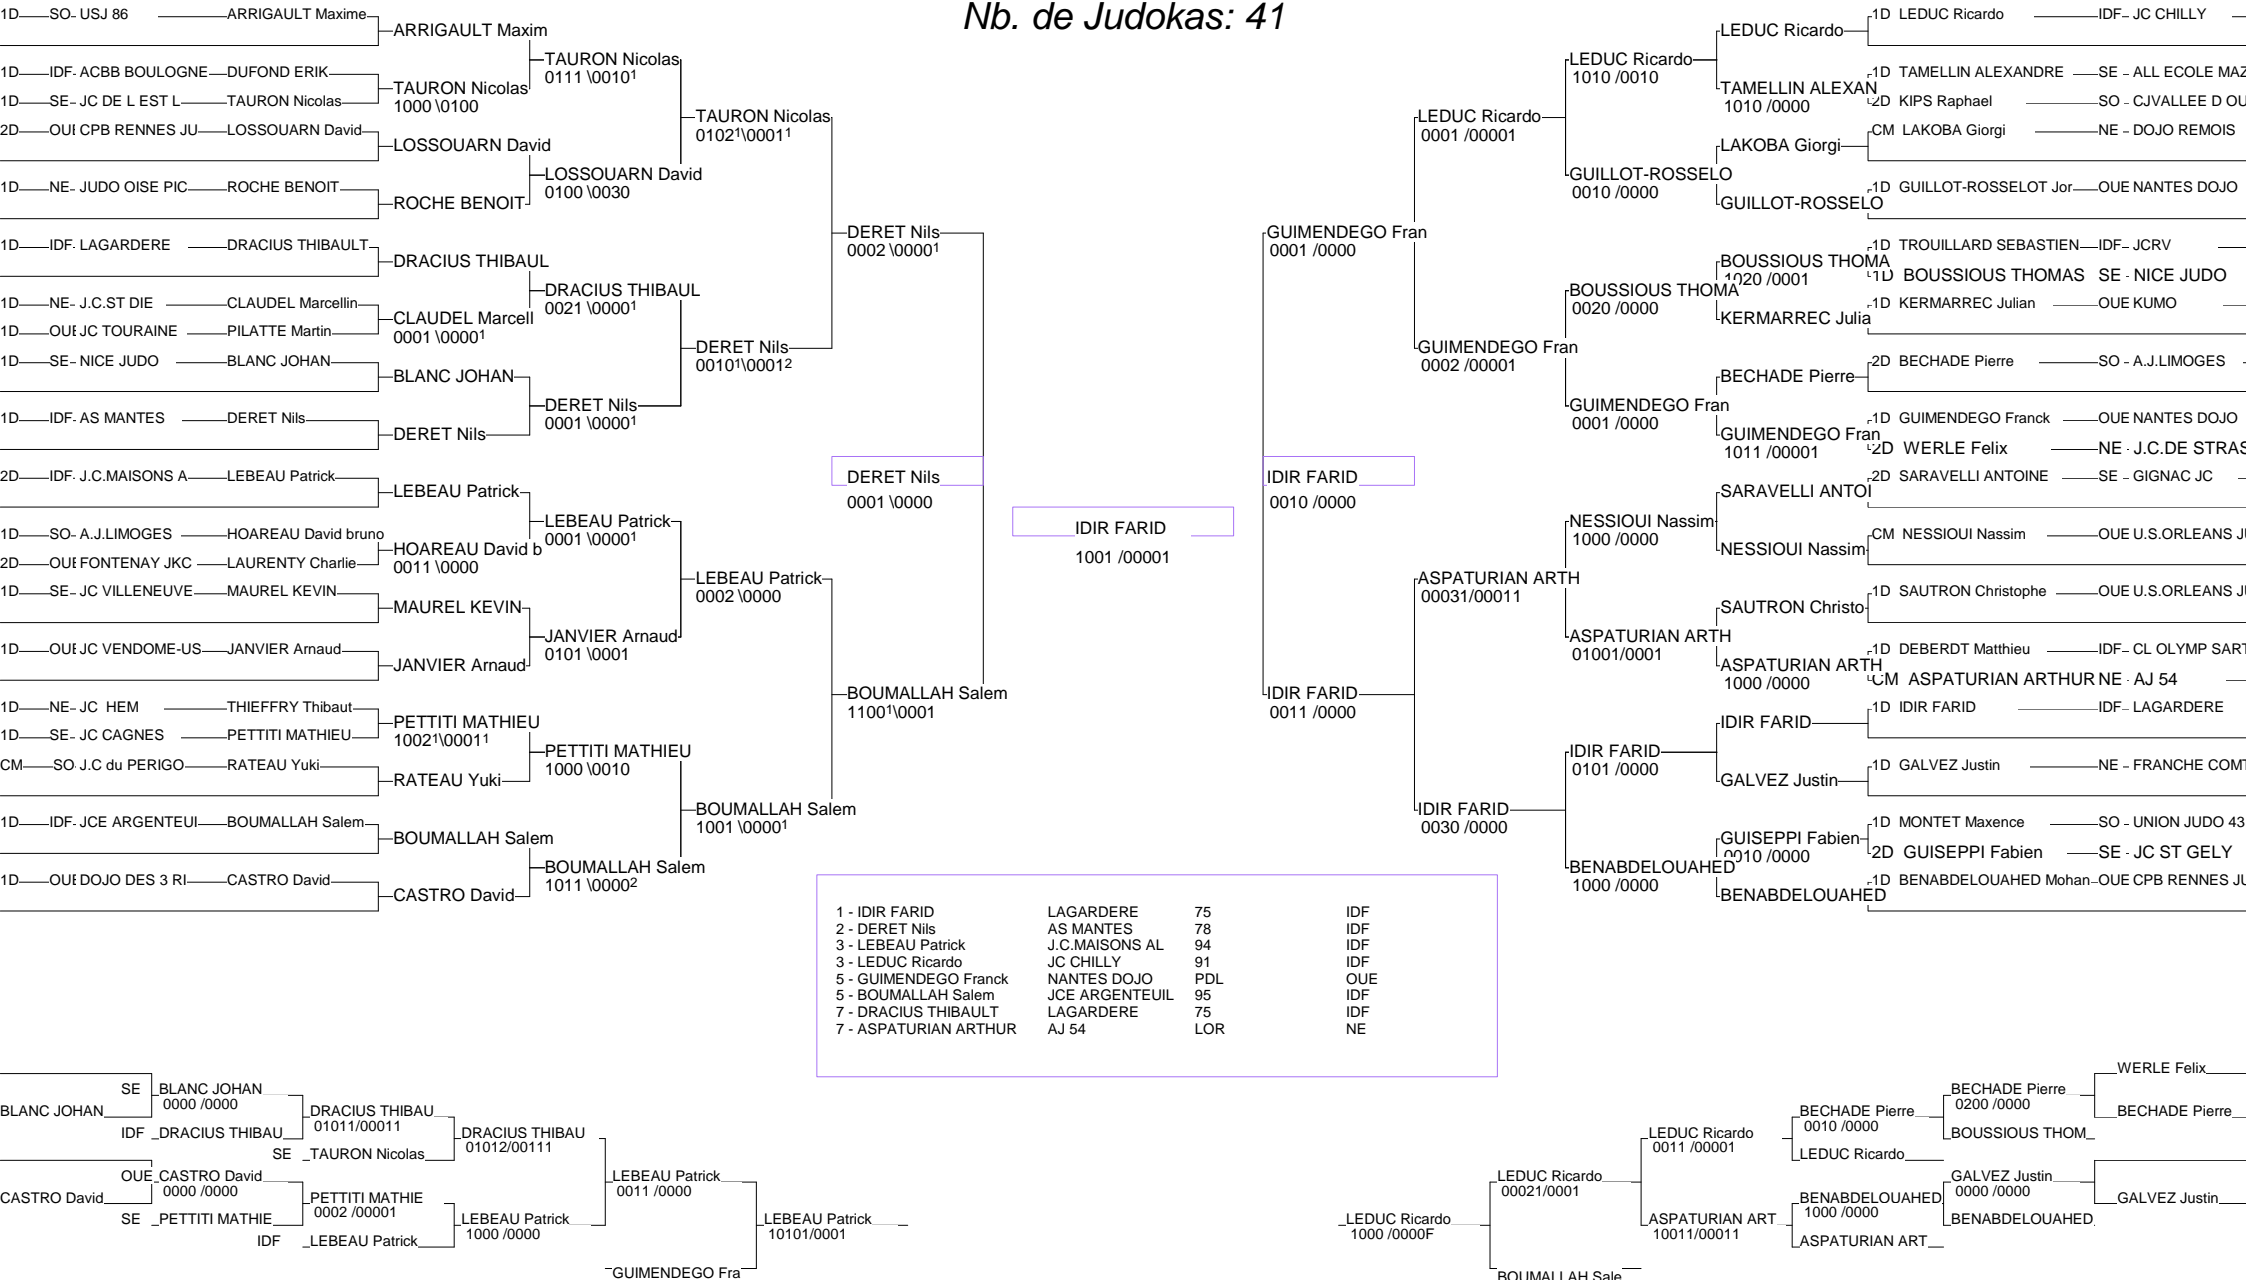 Nb. de Judokas: 41
1D SO- USJ 86 ARRIGAULT Maxime
ARRIGAULT Maxim
TAURON Nicolas
0111 \0010¹
1D IDF- ACBB BOULOGNE DUFOND ERIK
TAURON Nicolas
1000 \0100
1D SE- JC DE L EST L TAURON Nicolas
TAURON Nicolas
0102¹\0001¹
2D OUE CPB RENNES JU LOSSOUARN David
LOSSOUARN David
LOSSOUARN David
0100 \0030
1D NE- JUDO OISE PIC ROCHE BENOIT
ROCHE BENOIT
DERET Nils
0002 \0000¹
1D IDF- LAGARDERE DRACIUS THIBAULT
DRACIUS THIBAUL
DRACIUS THIBAUL
0021 \0000¹
1D NE- J.C.ST DIE CLAUDEL Marcellin
CLAUDEL Marcell
0001 \0000¹
1D OUE JC TOURAINE PILATTE Martin
DERET Nils
0010¹\0001²
1D SE- NICE JUDO BLANC JOHAN
BLANC JOHAN
DERET Nils
0001 \0000¹
1D IDF- AS MANTES DERET Nils
DERET Nils
DERET Nils
0001 \0000
2D IDF- J.C.MAISONS A LEBEAU Patrick
LEBEAU Patrick
LEBEAU Patrick
0001 \0000¹
1D SO- A.J.LIMOGES HOAREAU David bruno
HOAREAU David b
0011 \0000
2D OUE FONTENAY JKC LAURENTY Charlie
LEBEAU Patrick
0002 \0000
1D SE- JC VILLENEUVE MAUREL KEVIN
MAUREL KEVIN
JANVIER Arnaud
0101 \0001
1D OUE JC VENDOME-US JANVIER Arnaud
JANVIER Arnaud
BOUMALLAH Salem
1100¹\0001
1D NE- JC HEM THIEFFRY Thibaut
PETTITI MATHIEU
1002¹\0001¹
1D SE- JC CAGNES PETTITI MATHIEU
PETTITI MATHIEU
1000 \0010
CM SO- J.C du PERIGO RATEAU Yuki
RATEAU Yuki
BOUMALLAH Salem
1001 \0000¹
1D IDF- JCE ARGENTEUI BOUMALLAH Salem
BOUMALLAH Salem
BOUMALLAH Salem
1011 \0000²
1D OUE DOJO DES 3 RI CASTRO David
CASTRO David
IDIR FARID
1001 /00001
LEDUC Ricardo
1D LEDUC Ricardo IDF- JC CHILLY
LEDUC Ricardo
1010 /0010
1D TAMELLIN ALEXANDRE SE - ALL ECOLE MAZ
TAMELLIN ALEXAN
1010 /0000
2D KIPS Raphael SO - CJVALLEE D OU
LEDUC Ricardo
0001 /00001
CM LAKOBA Giorgi NE - DOJO REMOIS
LAKOBA Giorgi
GUILLOT-ROSSELO
0010 /0000
1D GUILLOT-ROSSELOT Jor OUE NANTES DOJO
GUILLOT-ROSSELO
GUIMENDEGO Fran
0001 /0000
1D TROUILLARD SEBASTIEN IDF- JCRV
BOUSSIOUS THOMA
1020 /0001
1D BOUSSIOUS THOMAS SE - NICE JUDO
BOUSSIOUS THOMA
0020 /0000
1D KERMARREC Julian OUE KUMO
KERMARREC Julia
GUIMENDEGO Fran
0002 /00001
2D BECHADE Pierre SO - A.J.LIMOGES
BECHADE Pierre
GUIMENDEGO Fran
0001 /0000
1D GUIMENDEGO Franck OUE NANTES DOJO
GUIMENDEGO Fran
1011 /00001
2D WERLE Felix NE - J.C.DE STRAS
IDIR FARID
0010 /0000
2D SARAVELLI ANTOINE SE - GIGNAC JC
SARAVELLI ANTOI
NESSIOUI Nassim
1000 /0000
CM NESSIOUI Nassim OUE U.S.ORLEANS JU
NESSIOUI Nassim
ASPATURIAN ARTH
00031/00011
1D SAUTRON Christophe OUE U.S.ORLEANS JU
SAUTRON Christo
ASPATURIAN ARTH
01001/0001
1D DEBERDT Matthieu IDF- CL OLYMP SART
ASPATURIAN ARTH
1000 /0000
CM ASPATURIAN ARTHUR NE - AJ 54
IDIR FARID
0011 /0000
1D IDIR FARID IDF- LAGARDERE
IDIR FARID
IDIR FARID
0101 /0000
1D GALVEZ Justin NE - FRANCHE COMT
GALVEZ Justin
IDIR FARID
0030 /0000
1D MONTET Maxence SO - UNION JUDO 43
GUISEPPI Fabien
0010 /0000
2D GUISEPPI Fabien SE - JC ST GELY
BENABDELOUAHED
1000 /0000
1D BENABDELOUAHED Mohan OUE CPB RENNES JU
BENABDELOUAHED
1 - IDIR FARID LAGARDERE 75 IDF
2 - DERET Nils AS MANTES 78 IDF
3 - LEBEAU Patrick J.C.MAISONS AL 94 IDF
3 - LEDUC Ricardo JC CHILLY 91 IDF
5 - GUIMENDEGO Franck NANTES DOJO PDL OUE
5 - BOUMALLAH Salem JCE ARGENTEUIL 95 IDF
7 - DRACIUS THIBAULT LAGARDERE 75 IDF
7 - ASPATURIAN ARTHUR AJ 54 LOR NE
SE BLANC JOHAN
0000 /0000
BLANC JOHAN
DRACIUS THIBAU
01011/00011
IDF DRACIUS THIBAU
DRACIUS THIBAU
01012/00111
SE TAURON Nicolas
OUE CASTRO David
0000 /0000
LEBEAU Patrick
0011 /0000
CASTRO David
PETTITI MATHIE
0002 /00001
SE PETTITI MATHIE
LEBEAU Patrick
1000 /0000
IDF LEBEAU Patrick
LEBEAU Patrick
10101/0001
GUIMENDEGO Fra
WERLE Felix
BECHADE Pierre
0200 /0000
BECHADE Pierre
BECHADE Pierre
0010 /0000
LEDUC Ricardo
0011 /00001
BOUSSIOUS THOM
LEDUC Ricardo
LEDUC Ricardo
00021/0001
GALVEZ Justin
0000 /0000
GALVEZ Justin
BENABDELOUAHED
1000 /0000
LEDUC Ricardo
1000 /0000F
ASPATURIAN ART
10011/00011
BENABDELOUAHED
ASPATURIAN ART
BOUMALLAH Sale